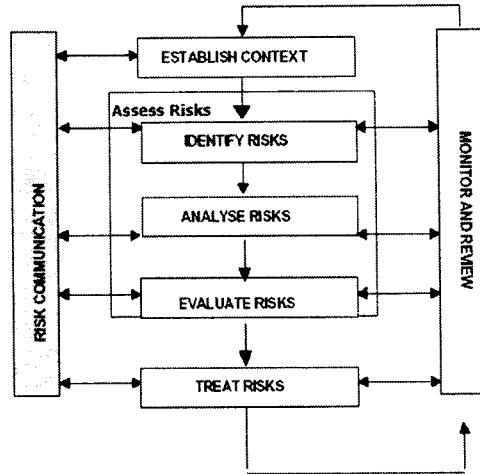 ESTABLISH CONTEXT
Assess Risks
IDENTIFY RISKS
ANALYSE RISKS
EVALUATE RISKS
TREAT RISKS
RISK COMMUNICATION
MONITOR AND REVIEW